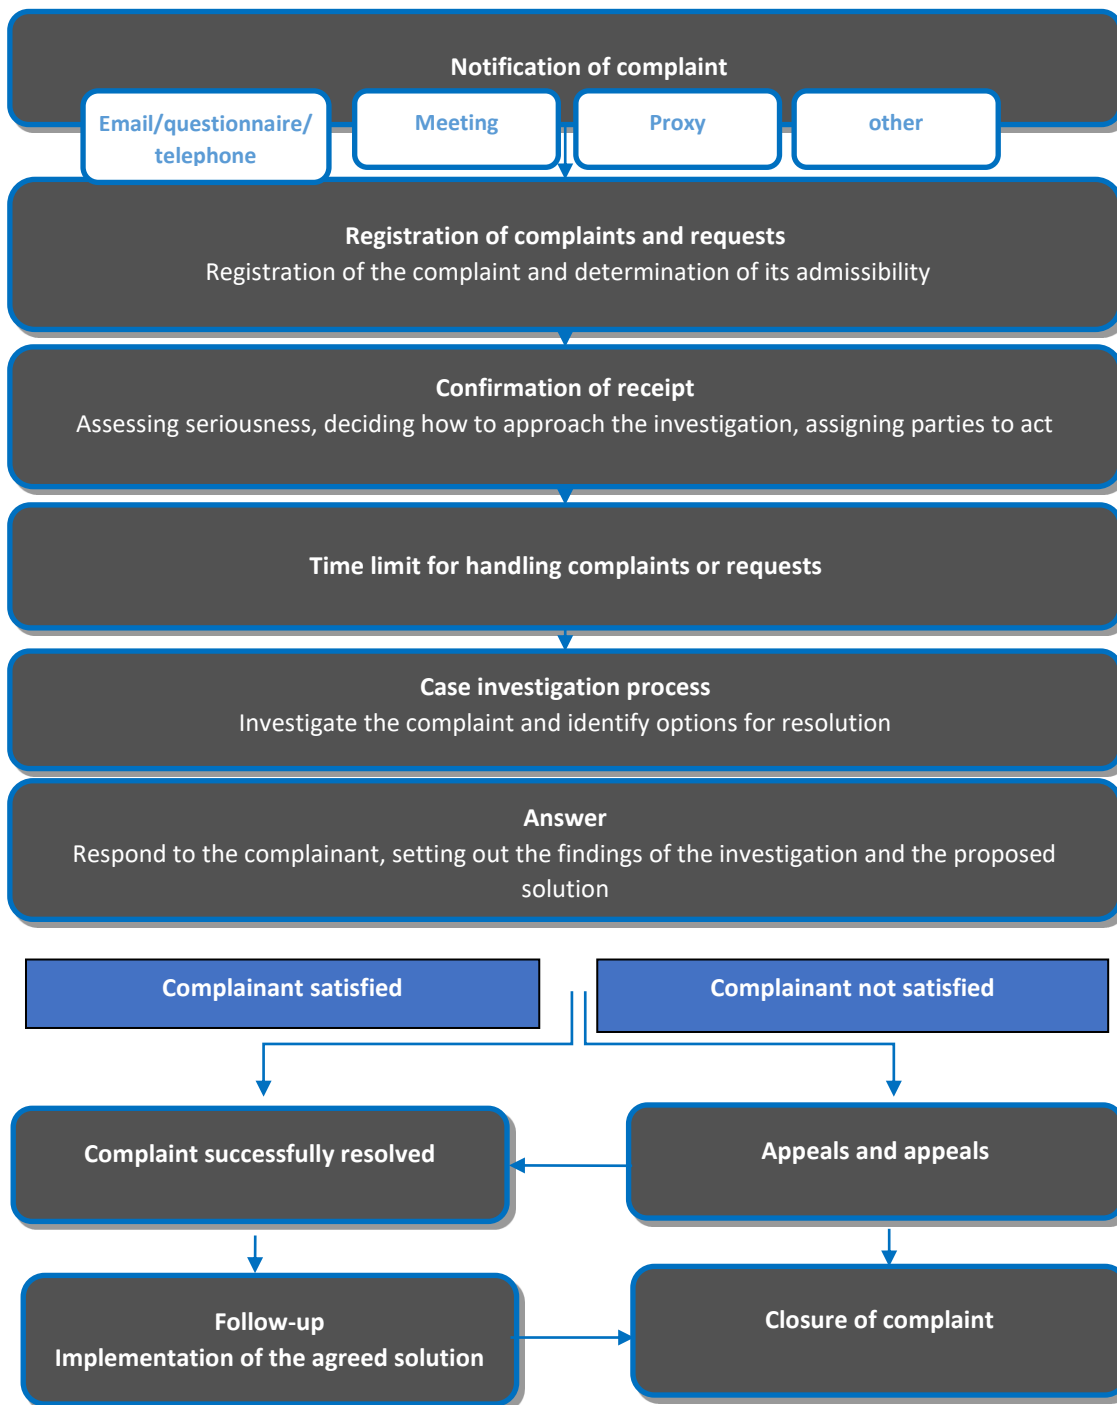 Notification of complaint
Email/questionnaire/
telephone
Meeting
Proxy
other
Registration of complaints and requests
Registration of the complaint and determination of its admissibility
Confirmation of receipt
Assessing seriousness, deciding how to approach the investigation, assigning parties to act
Time limit for handling complaints or requests
Case investigation process
Investigate the complaint and identify options for resolution
Answer
Respond to the complainant, setting out the findings of the investigation and the proposed
solution
Complainant satisfied
Complainant not satisfied
Complaint successfully resolved
Appeals and appeals
Follow-up
Implementation of the agreed solution
Closure of complaint